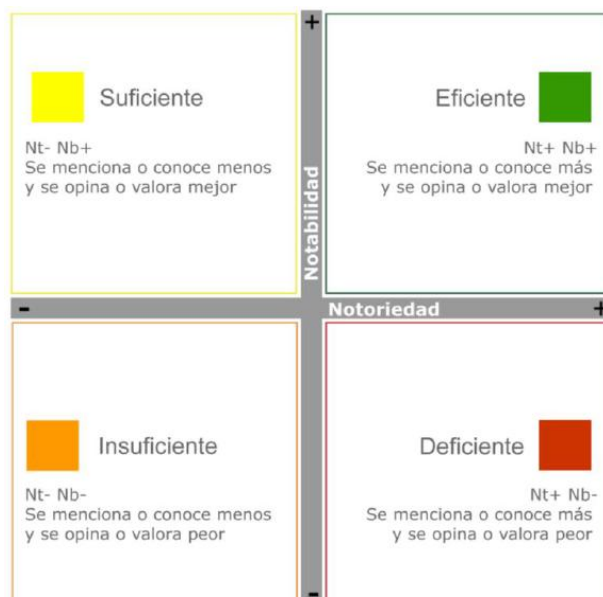 +
Suficiente
Nt- Nb+
Se menciona o conoce menos
y se opina o valora mejor
Eficiente
Nt+ Nb+
Se menciona o conoce más
y se opina o valora mejor
Notabilidad
-
Notoriedad
+
Insuficiente
Nt- Nb-
Se menciona o conoce menos
y se opina o valora peor
Deficiente
Nt+ Nb-
Se menciona o conoce más
y se opina o valora peor
-